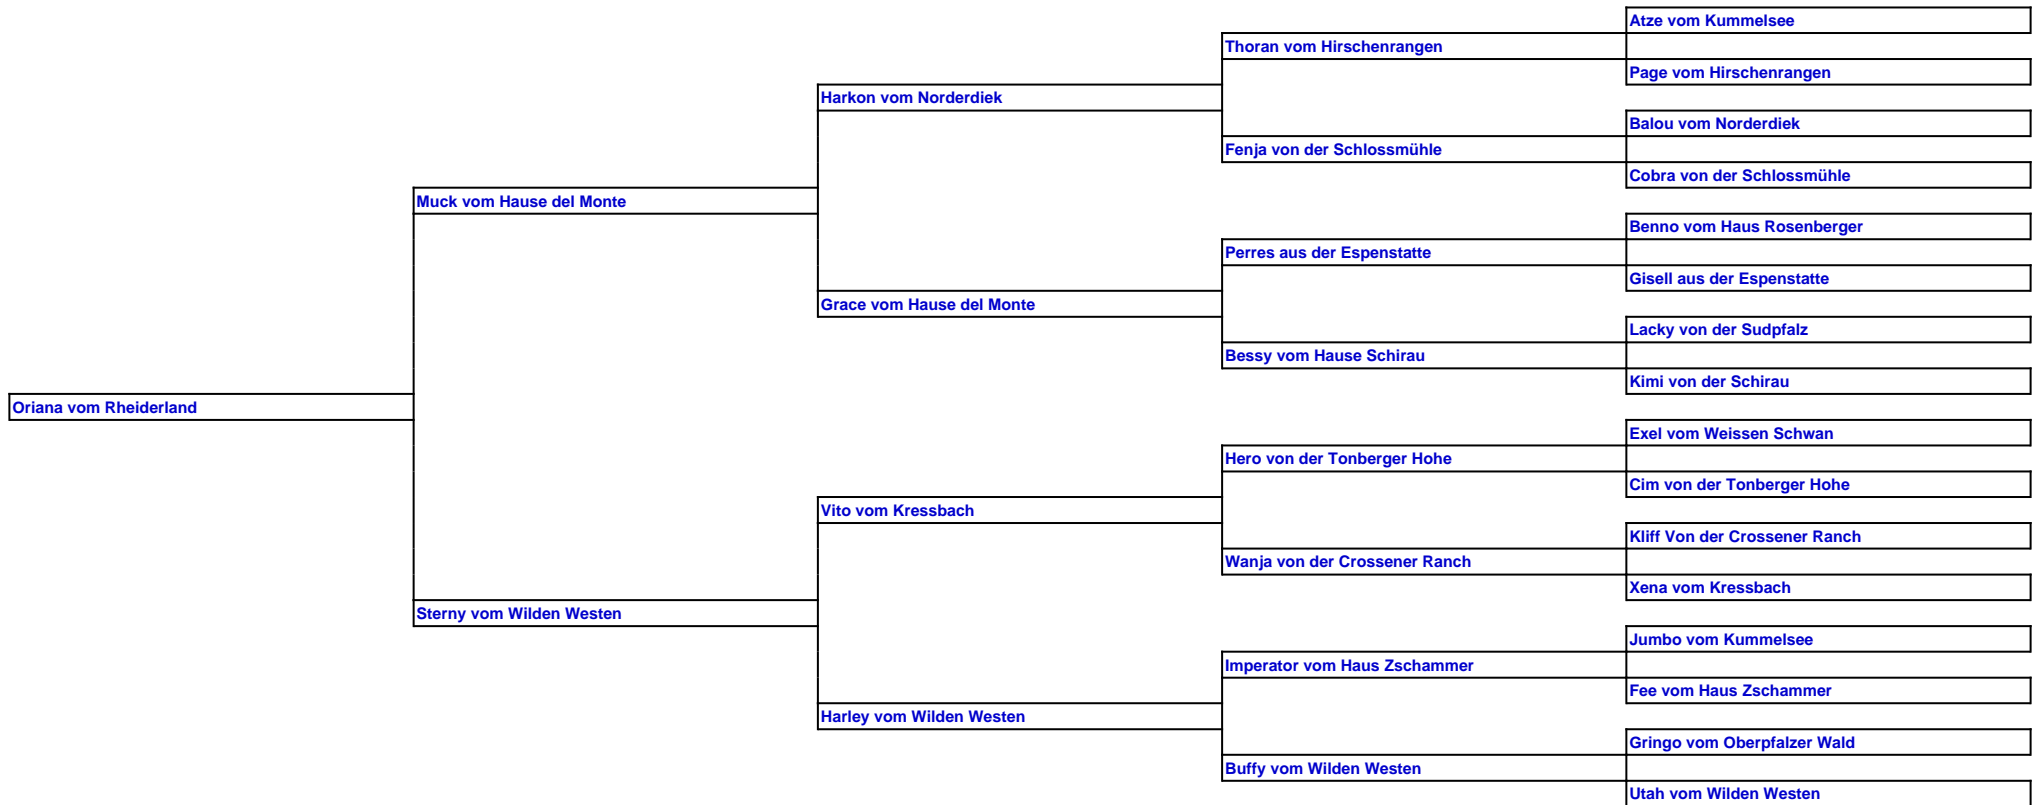 Atze vom Kummelsee
Thoran vom Hirschenrangen
Page vom Hirschenrangen
Harkon vom Norderdiek
Balou vom Norderdiek
Fenja von der Schlossmühle
Cobra von der Schlossmühle
Muck vom Hause del Monte
Benno vom Haus Rosenberger
Perres aus der Espenstatte
Gisell aus der Espenstatte
Grace vom Hause del Monte
Lacky von der Sudpfalz
Bessy vom Hause Schirau
Kimi von der Schirau
Oriana vom Rheiderland
Exel vom Weissen Schwan
Hero von der Tonberger Hohe
Cim von der Tonberger Hohe
Vito vom Kressbach
Kliff Von der Crossener Ranch
Wanja von der Crossener Ranch
Xena vom Kressbach
Sterny vom Wilden Westen
Jumbo vom Kummelsee
Imperator vom Haus Zschammer
Fee vom Haus Zschammer
Harley vom Wilden Westen
Gringo vom Oberpfalzer Wald
Buffy vom Wilden Westen
Utah vom Wilden Westen